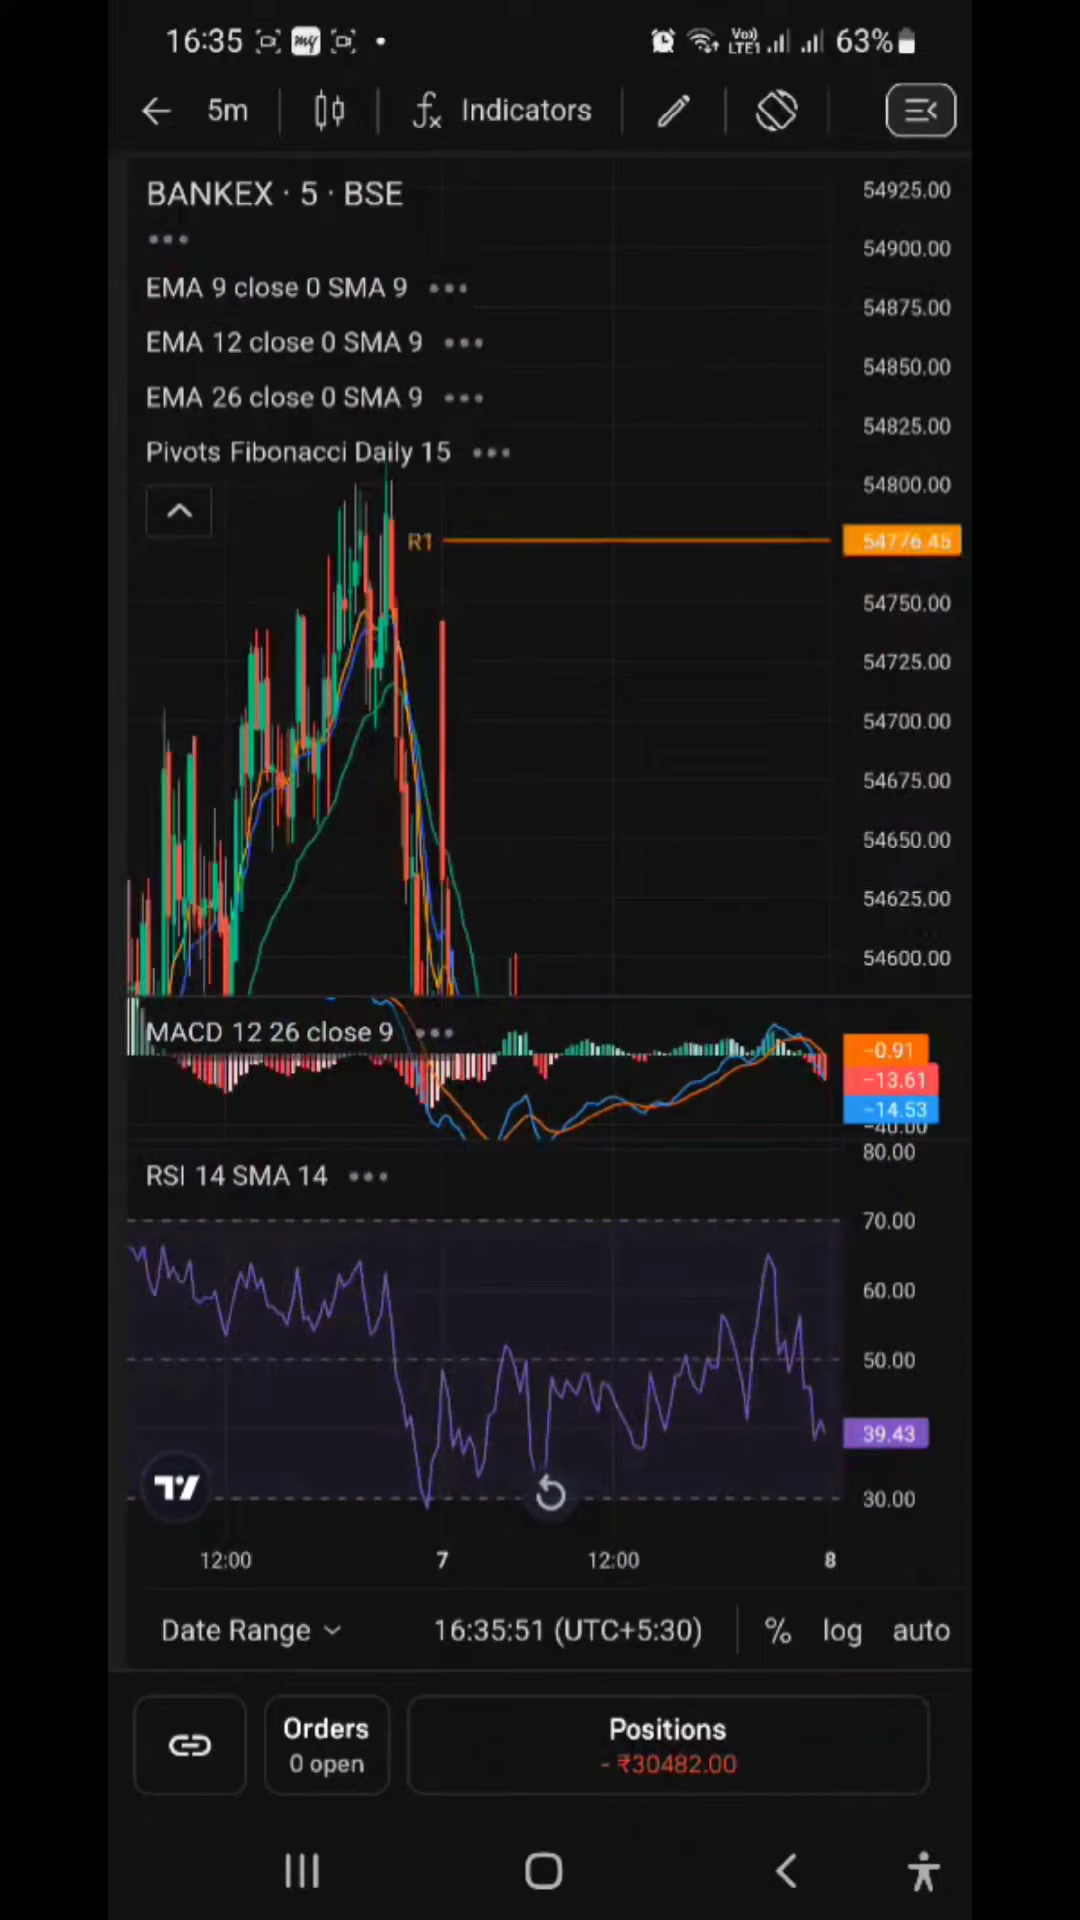 16:35 my VoD LTE1 63%
5m Indicators
BANKEX · 5 · BSE
EMA 9 close 0 SMA 9
EMA 12 close 0 SMA 9
EMA 26 close 0 SMA 9
Pivots Fibonacci Daily 15
54925.00
54900.00
54875.00
54850.00
54825.00
54800.00
R1 54776.45
54750.00
54725.00
54700.00
54675.00
54650.00
54625.00
54600.00
MACD 12 26 close 9
−0.91
−13.61
−14.53
−40.00
80.00
RSI 14 SMA 14
70.00
60.00
50.00
39.43
30.00
12:00 7 12:00 8
Date Range 16:35:51 (UTC+5:30) % log auto
Orders
0 open
Positions
- ₹30482.00